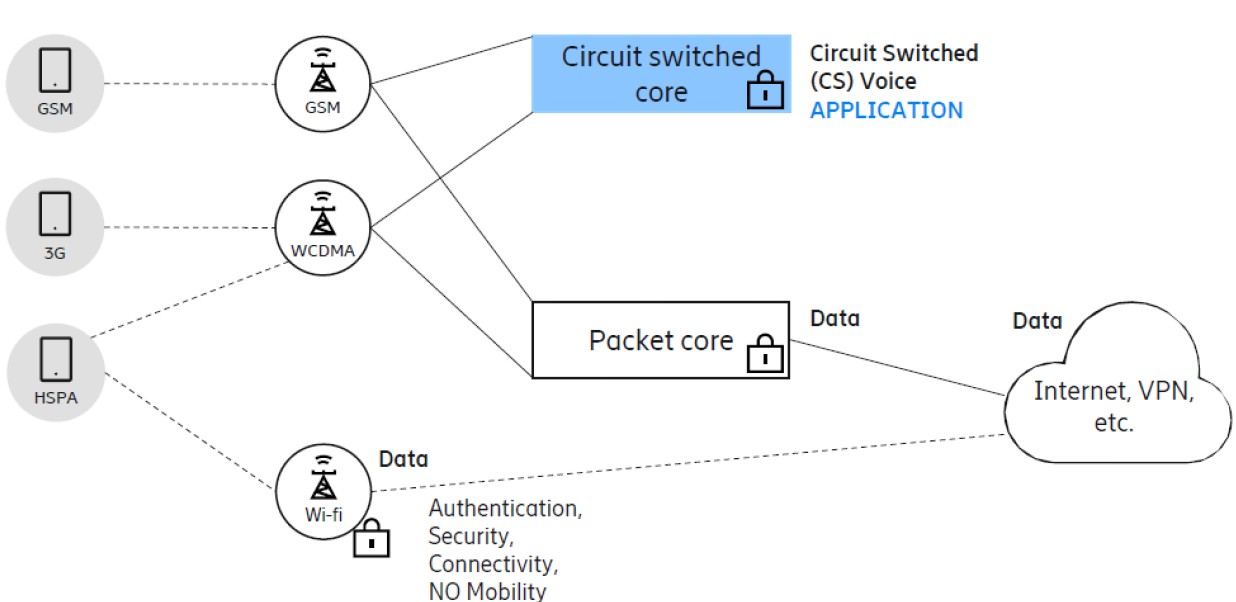 GSM
GSM
Circuit switched
core
Circuit Switched
(CS) Voice
APPLICATION
3G
WCDMA
HSPA
Packet core
Data
Data
Internet, VPN,
etc.
Wi-fi
Data
Authentication,
Security,
Connectivity,
NO Mobility